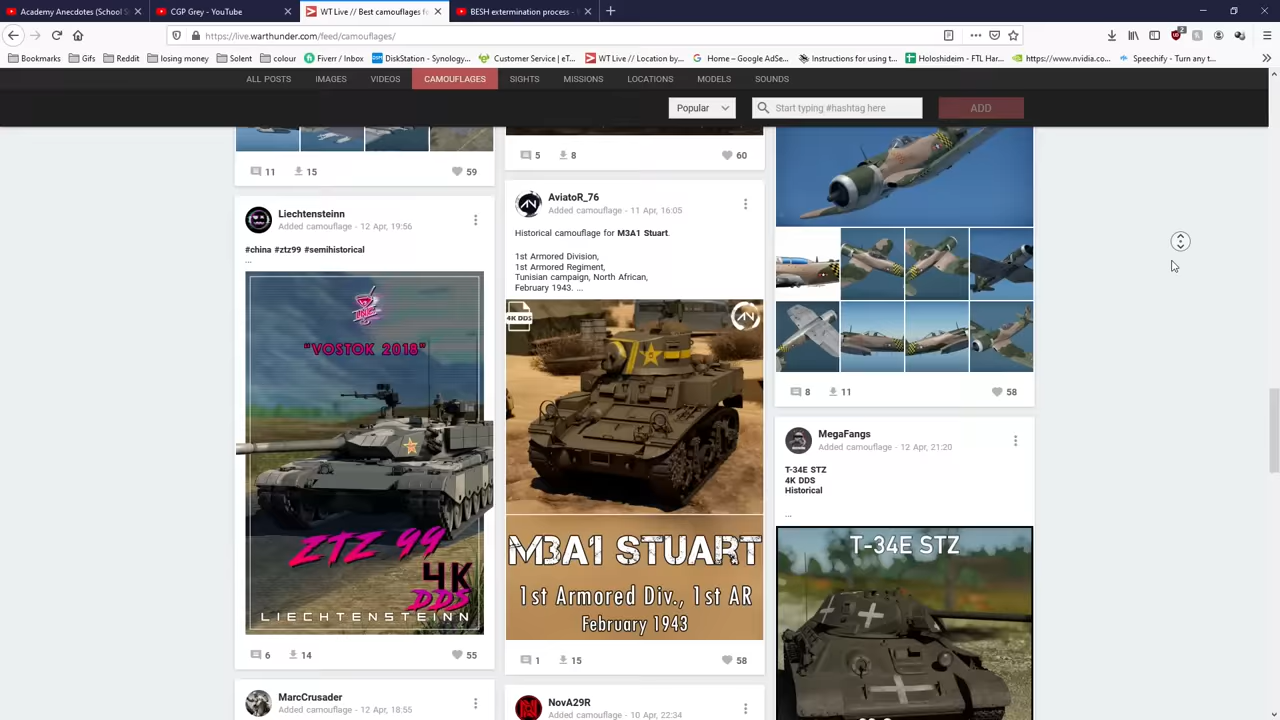 Academy Anecdotes (School S
CGP Grey - YouTube
WT Live // Best camouflages f
BESH extermination process -
https://live.warthunder.com/feed/camouflages/
Bookmarks
Gifs
Reddit
losing money
Solent
colour
Fiverr / Inbox
DiskStation - Synology...
Customer Service | eT...
WT Live // Location by...
Home – Google AdSe...
Instructions for using t...
Holoshideim - FTL Har...
https://www.nvidia.co...
Speechify - Turn any t...
ALL POSTS
IMAGES
VIDEOS
CAMOUFLAGES
SIGHTS
MISSIONS
LOCATIONS
MODELS
SOUNDS
Popular
Start typing #hashtag here
ADD
11
15
59
Liechtensteinn
Added camouflage - 12 Apr, 19:56
#china #ztz99 #semihistorical
...
"VOSTOK 2018"
ZTZ 99
4K
DDS
LIECHTENSTEINN
6
14
55
MarcCrusader
Added camouflage - 12 Apr, 18:55
5
8
60
AviatoR_76
Added camouflage - 11 Apr, 16:05
Historical camouflage for M3A1 Stuart.
1st Armored Division,
1st Armored Regiment,
Tunisian campaign, North African,
February 1943. ...
4K DDS
M3A1 STUART
1st Armored Div., 1st AR
February 1943
1
15
58
NovA29R
Added camouflage - 10 Apr, 22:34
8
11
58
MegaFangs
Added camouflage - 12 Apr, 21:20
T-34E STZ
4K DDS
Historical
...
T-34E STZ